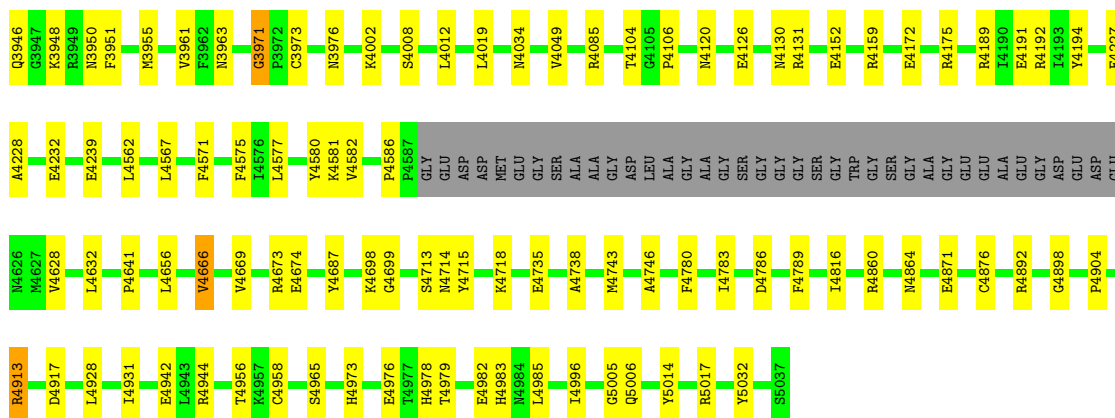 Q3946 G3947 K3948 R3949 N3950 F3951 M3955 V3961 F3962 N3963 G3971 P3972 C3973 N3976 K4002 S4008 L4012 L4019 N4034 V4049 R4085 T4104 G4105 P4106 N4120 E4126 N4130 R4131 E4152 R4159 E4172 R4175 R4189 I4190 E4191 R4192 I4193 Y4194
A4228 E4232 E4239 L4562 L4567 F4571 F4575 I4576 L4577 Y4580 K4581 V4582 P4586 P4587 GLY GLU ASP ASP MET GLU GLY SER ALA ALA GLY ASP LEU ALA GLY ALA GLY SER GLY GLY GLY SER GLY TRP GLY SER GLY ALA GLY GLU GLU ALA GLU GLY ASP GLU ASP
N4626 M4627 V4628 L4632 P4641 L4656 V4666 V4669 R4673 E4674 Y4687 K4698 G4699 S4713 N4714 Y4715 K4718 E4735 A4738 M4743 A4746 F4780 I4783 D4786 F4789 I4816 R4860 N4864 E4871 C4876 R4892 G4898 P4904
R4913 D4917 L4928 I4931 E4942 L4943 R4944 T4956 K4957 C4958 S4965 H4973 E4976 T4977 H4978 T4979 E4982 H4983 N4984 L4985 I4996 G5005 Q5006 Y5014 R5017 Y5032 S5037